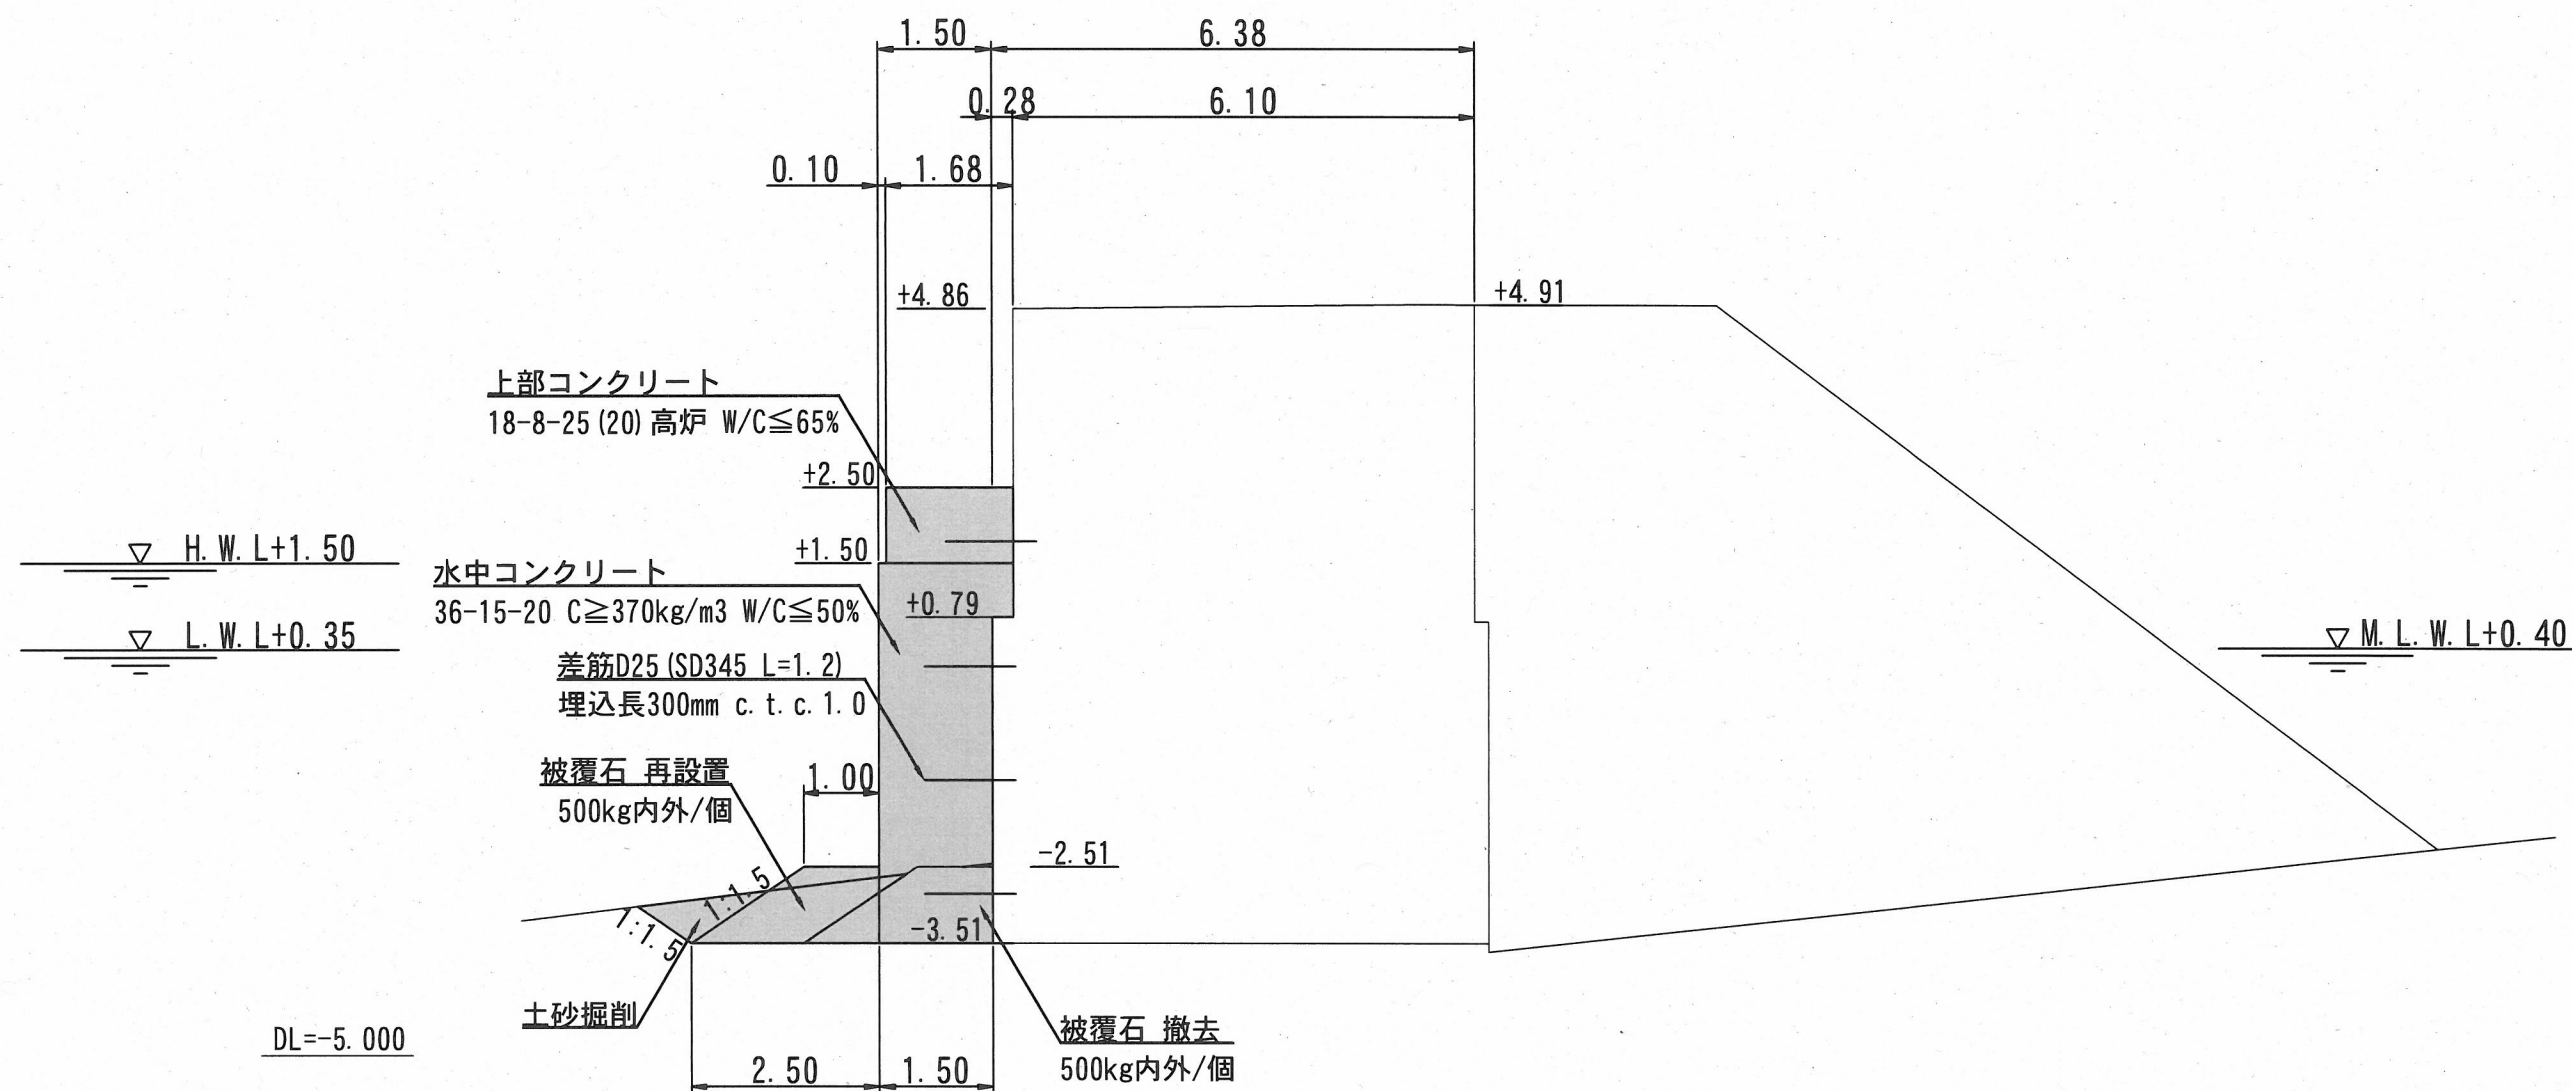 1.50
6.38
0.28
6.10
0.10
1.68
+4.86
+4.91
上部コンクリート
18-8-25(20)高炉 W/C≦65%
+2.50
H.W.L+1.50
+1.50
水中コンクリート
36-15-20 C≧370kg/m3 W/C≦50%
+0.79
L.W.L+0.35
M.L.W.L+0.40
差筋D25(SD345 L=1.2)
埋込長300mm c.t.c.1.0
被覆石 再設置
500kg内外/個
1.00
-2.51
1:1.5
1:1.5
-3.51
土砂掘削
被覆石 撤去
500kg内外/個
DL=-5.000
2.50
1.50